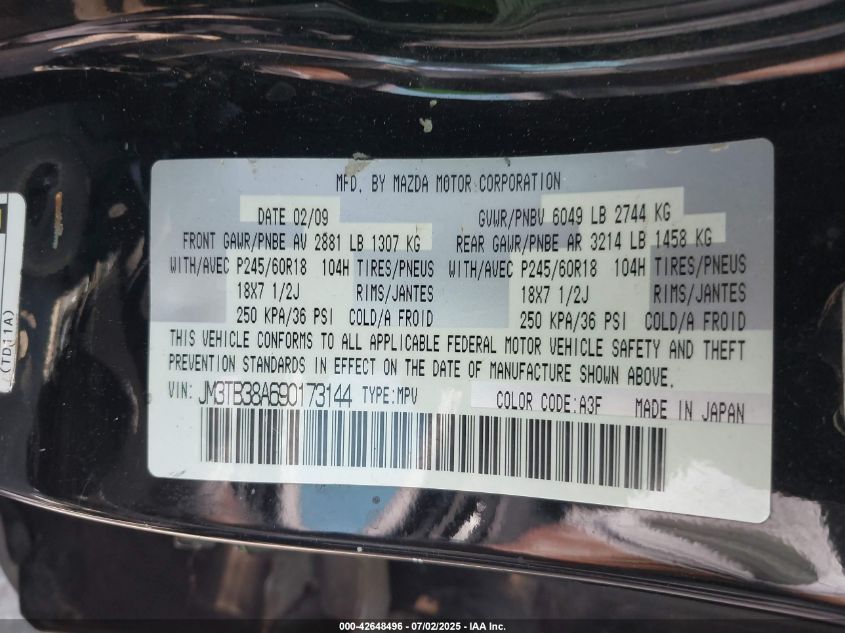 MFD. BY MAZDA MOTOR CORPORATION
DATE 02/09 GVWR/PNBV 6049 LB 2744 KG
FRONT GAWR/PNBE AV 2881 LB 1307 KG REAR GAWR/PNBE AR 3214 LB 1458 KG
WITH/AVEC P245/60R18 104H TIRES/PNEUS WITH/AVEC P245/60R18 104H TIRES/PNEUS
18X7 1/2J RIMS/JANTES 18X7 1/2J RIMS/JANTES
250 KPA/36 PSI COLD/A FROID 250 KPA/36 PSI COLD/A FROID
THIS VEHICLE CONFORMS TO ALL APPLICABLE FEDERAL MOTOR VEHICLE SAFETY AND THEFT
PREVENTION STANDARDS IN EFFECT ON THE DATE OF MANUFACTURE SHOWN ABOVE.
VIN: JM3TB38A690173144 TYPE:MPV COLOR CODE:A3F MADE IN JAPAN
(TD11A)
000-42648496 - 07/02/2025 - IAA Inc.